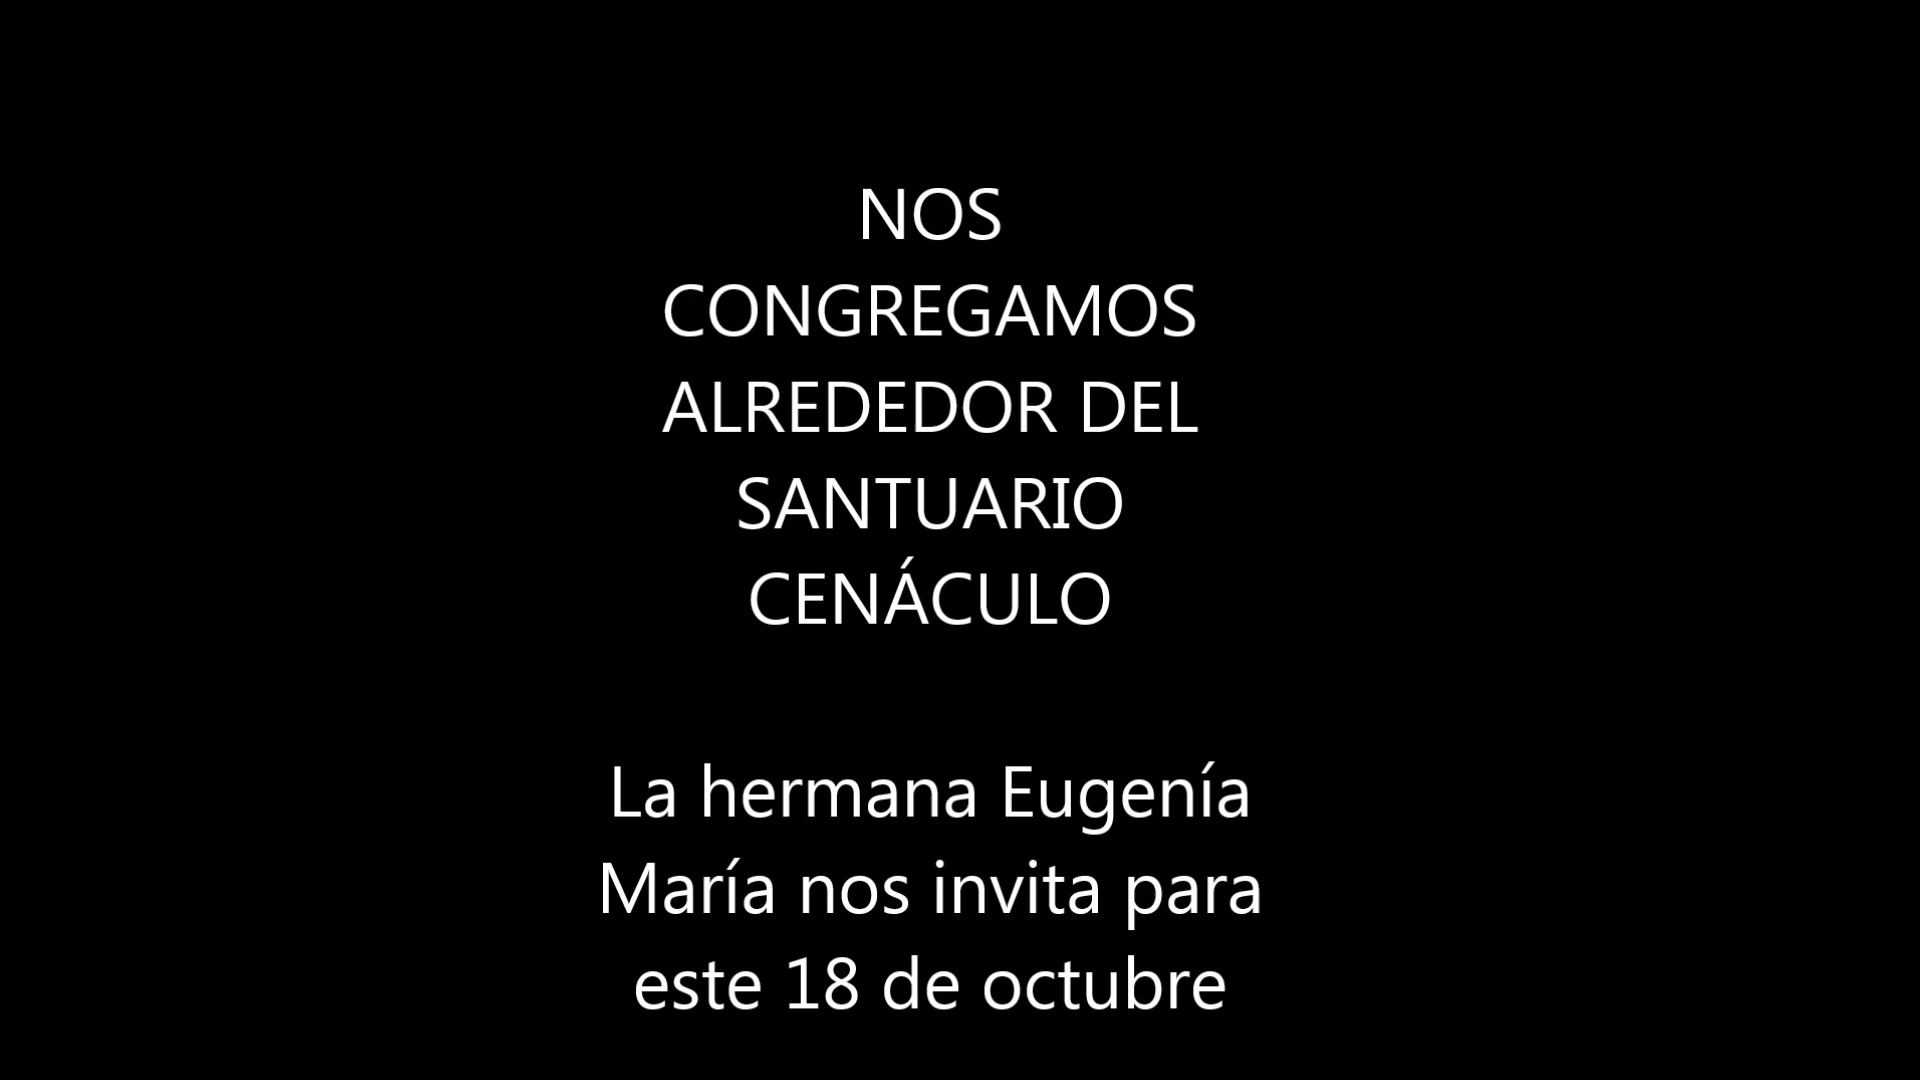 NOS
CONGREGAMOS
ALREDEDOR DEL
SANTUARIO
CENÁCULO
La hermana Eugenía
María nos invita para
este 18 de octubre